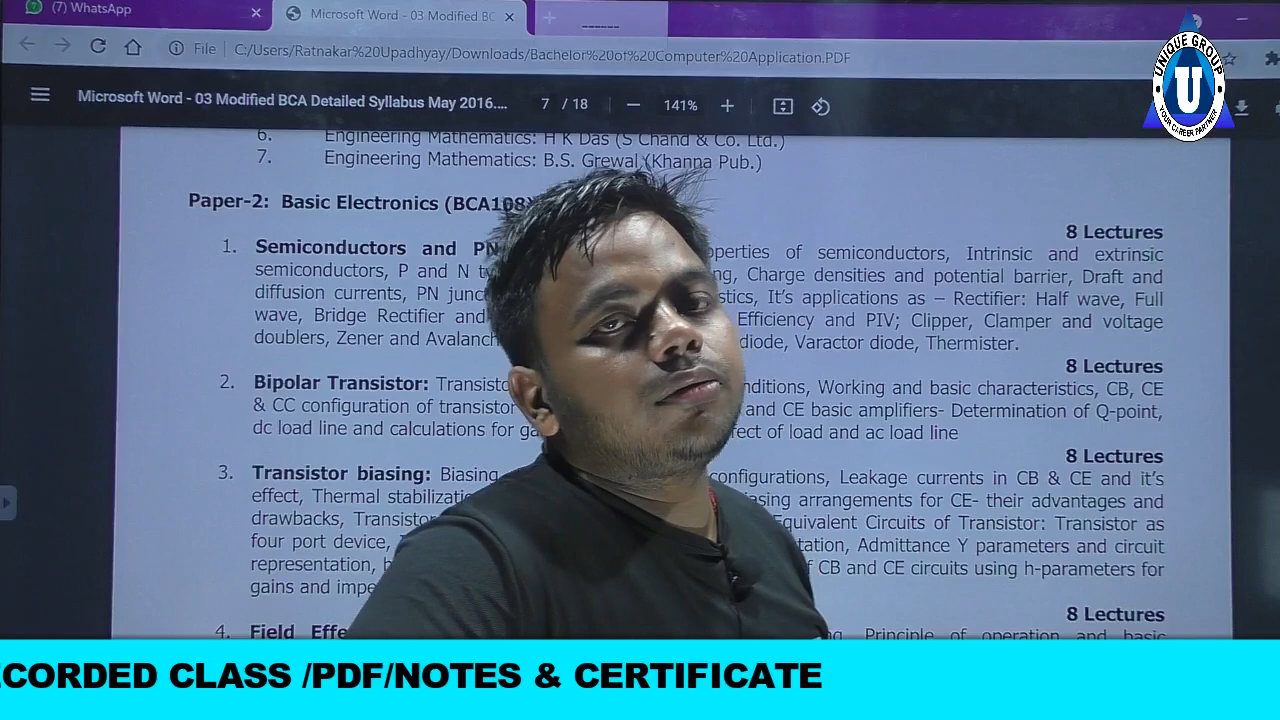 (7) WhatsApp
Microsoft Word - 03 Modified BC
File C:/Users/Ratnakar%20Upadhyay/Downloads/Bachelor%20of%20Computer%20Application.PDF
Microsoft Word - 03 Modified BCA Detailed Syllabus May 2016.... 7 / 18 141%
UNIQUE GROUP
U
YOUR CAREER PARTNER
6. Engineering Mathematics: H K Das (S Chand & Co. Ltd.)
7. Engineering Mathematics: B.S. Grewal (Khanna Pub.)
Paper-2: Basic Electronics (BCA108)
8 Lectures
1. Semiconductors and PN operties of semiconductors, Intrinsic and extrinsic
semiconductors, P and N t ng, Charge densities and potential barrier, Draft and
diffusion currents, PN junc stics, It's applications as – Rectifier: Half wave, Full
wave, Bridge Rectifier and Efficiency and PIV; Clipper, Clamper and voltage
doublers, Zener and Avalanch diode, Varactor diode, Thermister.
8 Lectures
2. Bipolar Transistor: Transisto nditions, Working and basic characteristics, CB, CE
& CC configuration of transistor and CE basic amplifiers- Determination of Q-point,
dc load line and calculations for ga fect of load and ac load line
8 Lectures
3. Transistor biasing: Biasing configurations, Leakage currents in CB & CE and it's
effect, Thermal stabilizatio asing arrangements for CE- their advantages and
drawbacks, Transistor Equivalent Circuits of Transistor: Transistor as
four port device, tation, Admittance Y parameters and circuit
representation, h f CB and CE circuits using h-parameters for
gains and impe
8 Lectures
4. Field Effe ng, Principle of operation and basic
ECORDED CLASS /PDF/NOTES & CERTIFICATE